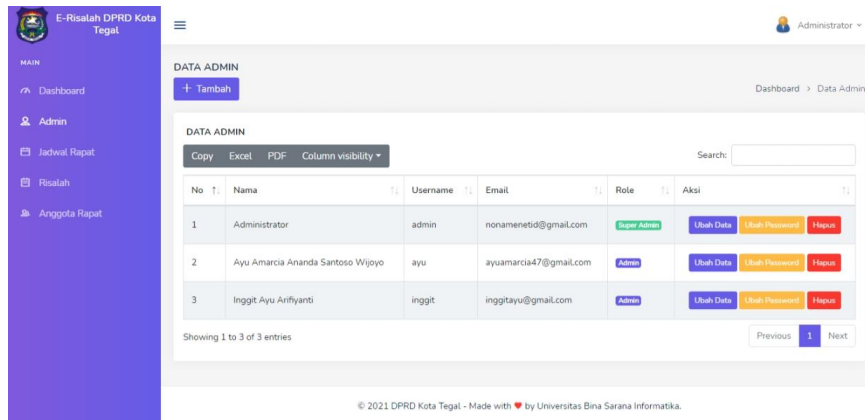 E-Risalah DPRD Kota
Tegal
Administrator
MAIN
Dashboard
Admin
Jadwal Rapat
Risalah
Anggota Rapat
DATA ADMIN
+ Tambah
Dashboard > Data Admin
DATA ADMIN
Copy Excel PDF Column visibility
Search:
No Nama Username Email Role Aksi
1 Administrator admin nonamenetid@gmail.com Super Admin Ubah Data Ubah Password Hapus
2 Ayu Amarcia Ananda Santoso Wijoyo ayu ayuamarcia47@gmail.com Admin Ubah Data Ubah Password Hapus
3 Inggit Ayu Arifiyanti inggit inggitayu@gmail.com Admin Ubah Data Ubah Password Hapus
Showing 1 to 3 of 3 entries
Previous 1 Next
© 2021 DPRD Kota Tegal - Made with ❤ by Universitas Bina Sarana Informatika.